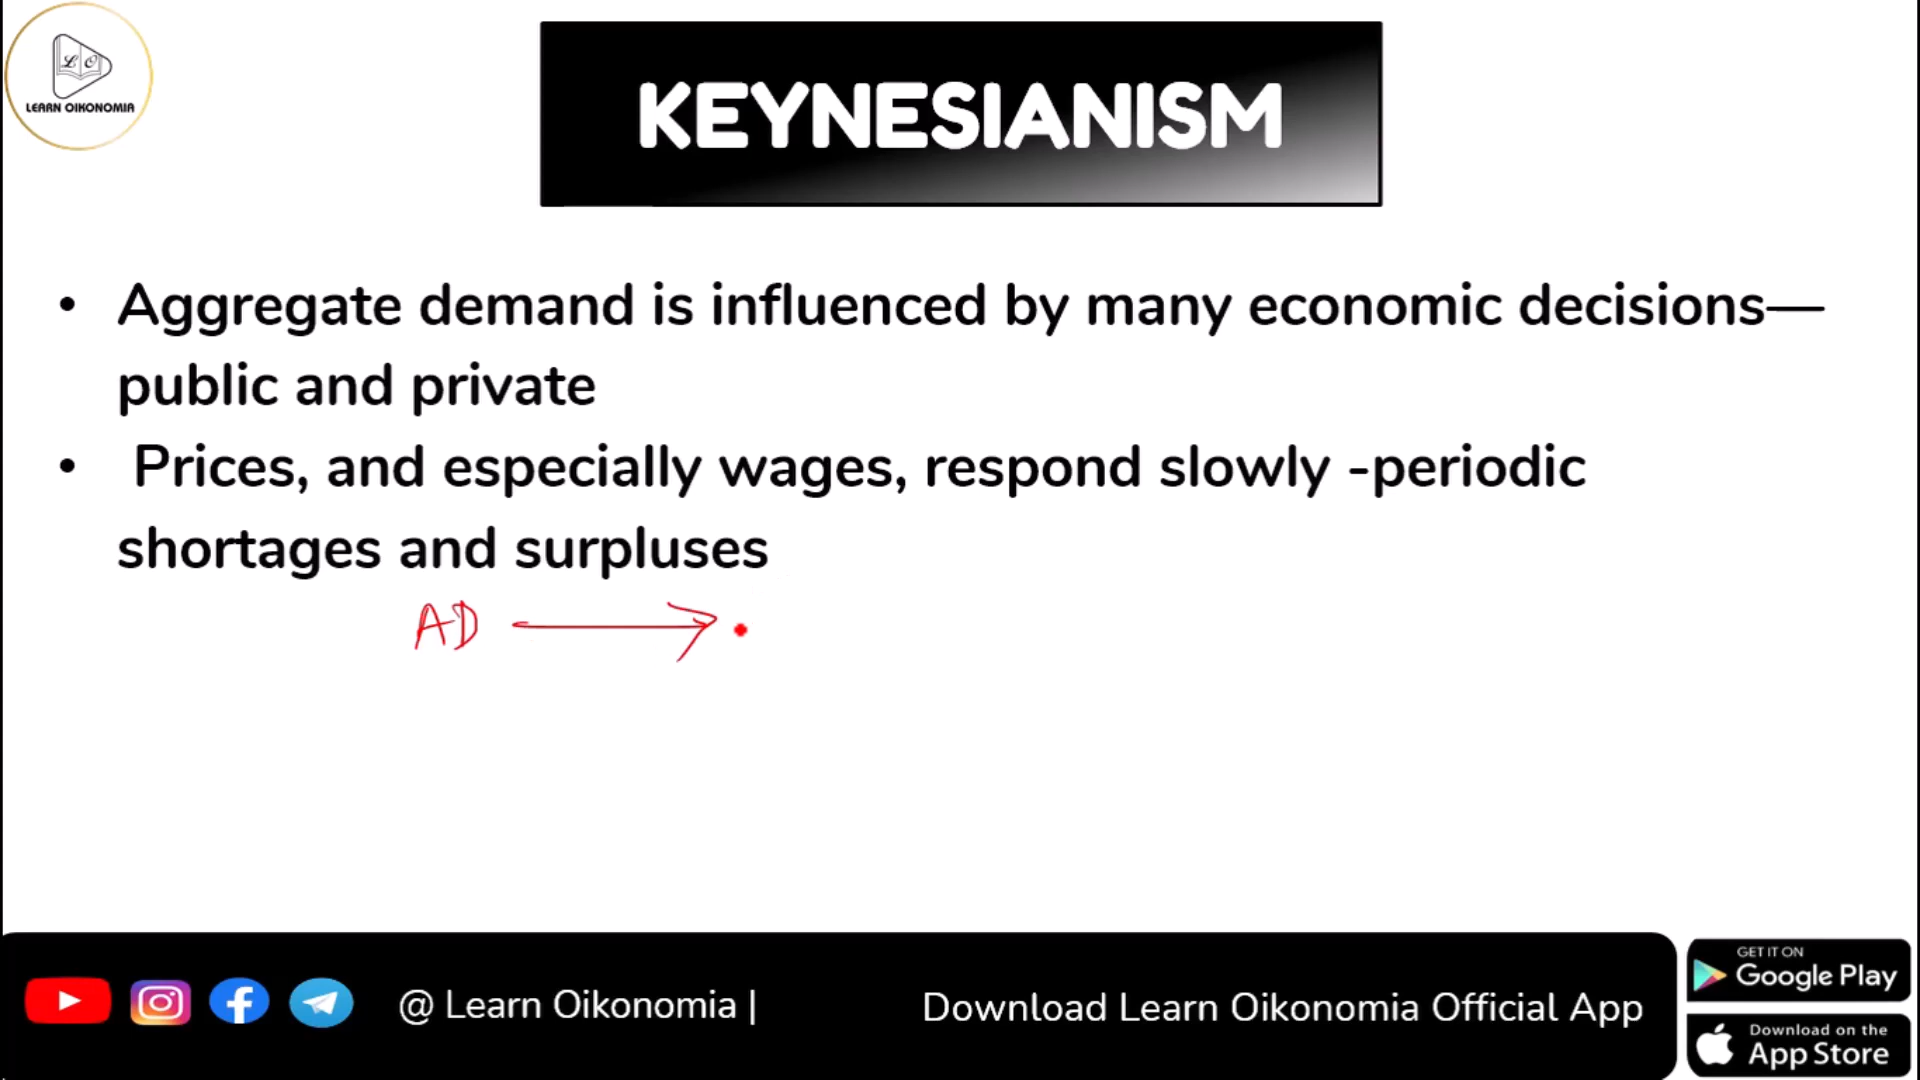 L O
LEARN OIKONOMIA
KEYNESIANISM
• Aggregate demand is influenced by many economic decisions—
public and private
• Prices, and especially wages, respond slowly -periodic
shortages and surpluses
AD
@ Learn Oikonomia |
Download Learn Oikonomia Official App
GET IT ON
Google Play
Download on the
App Store